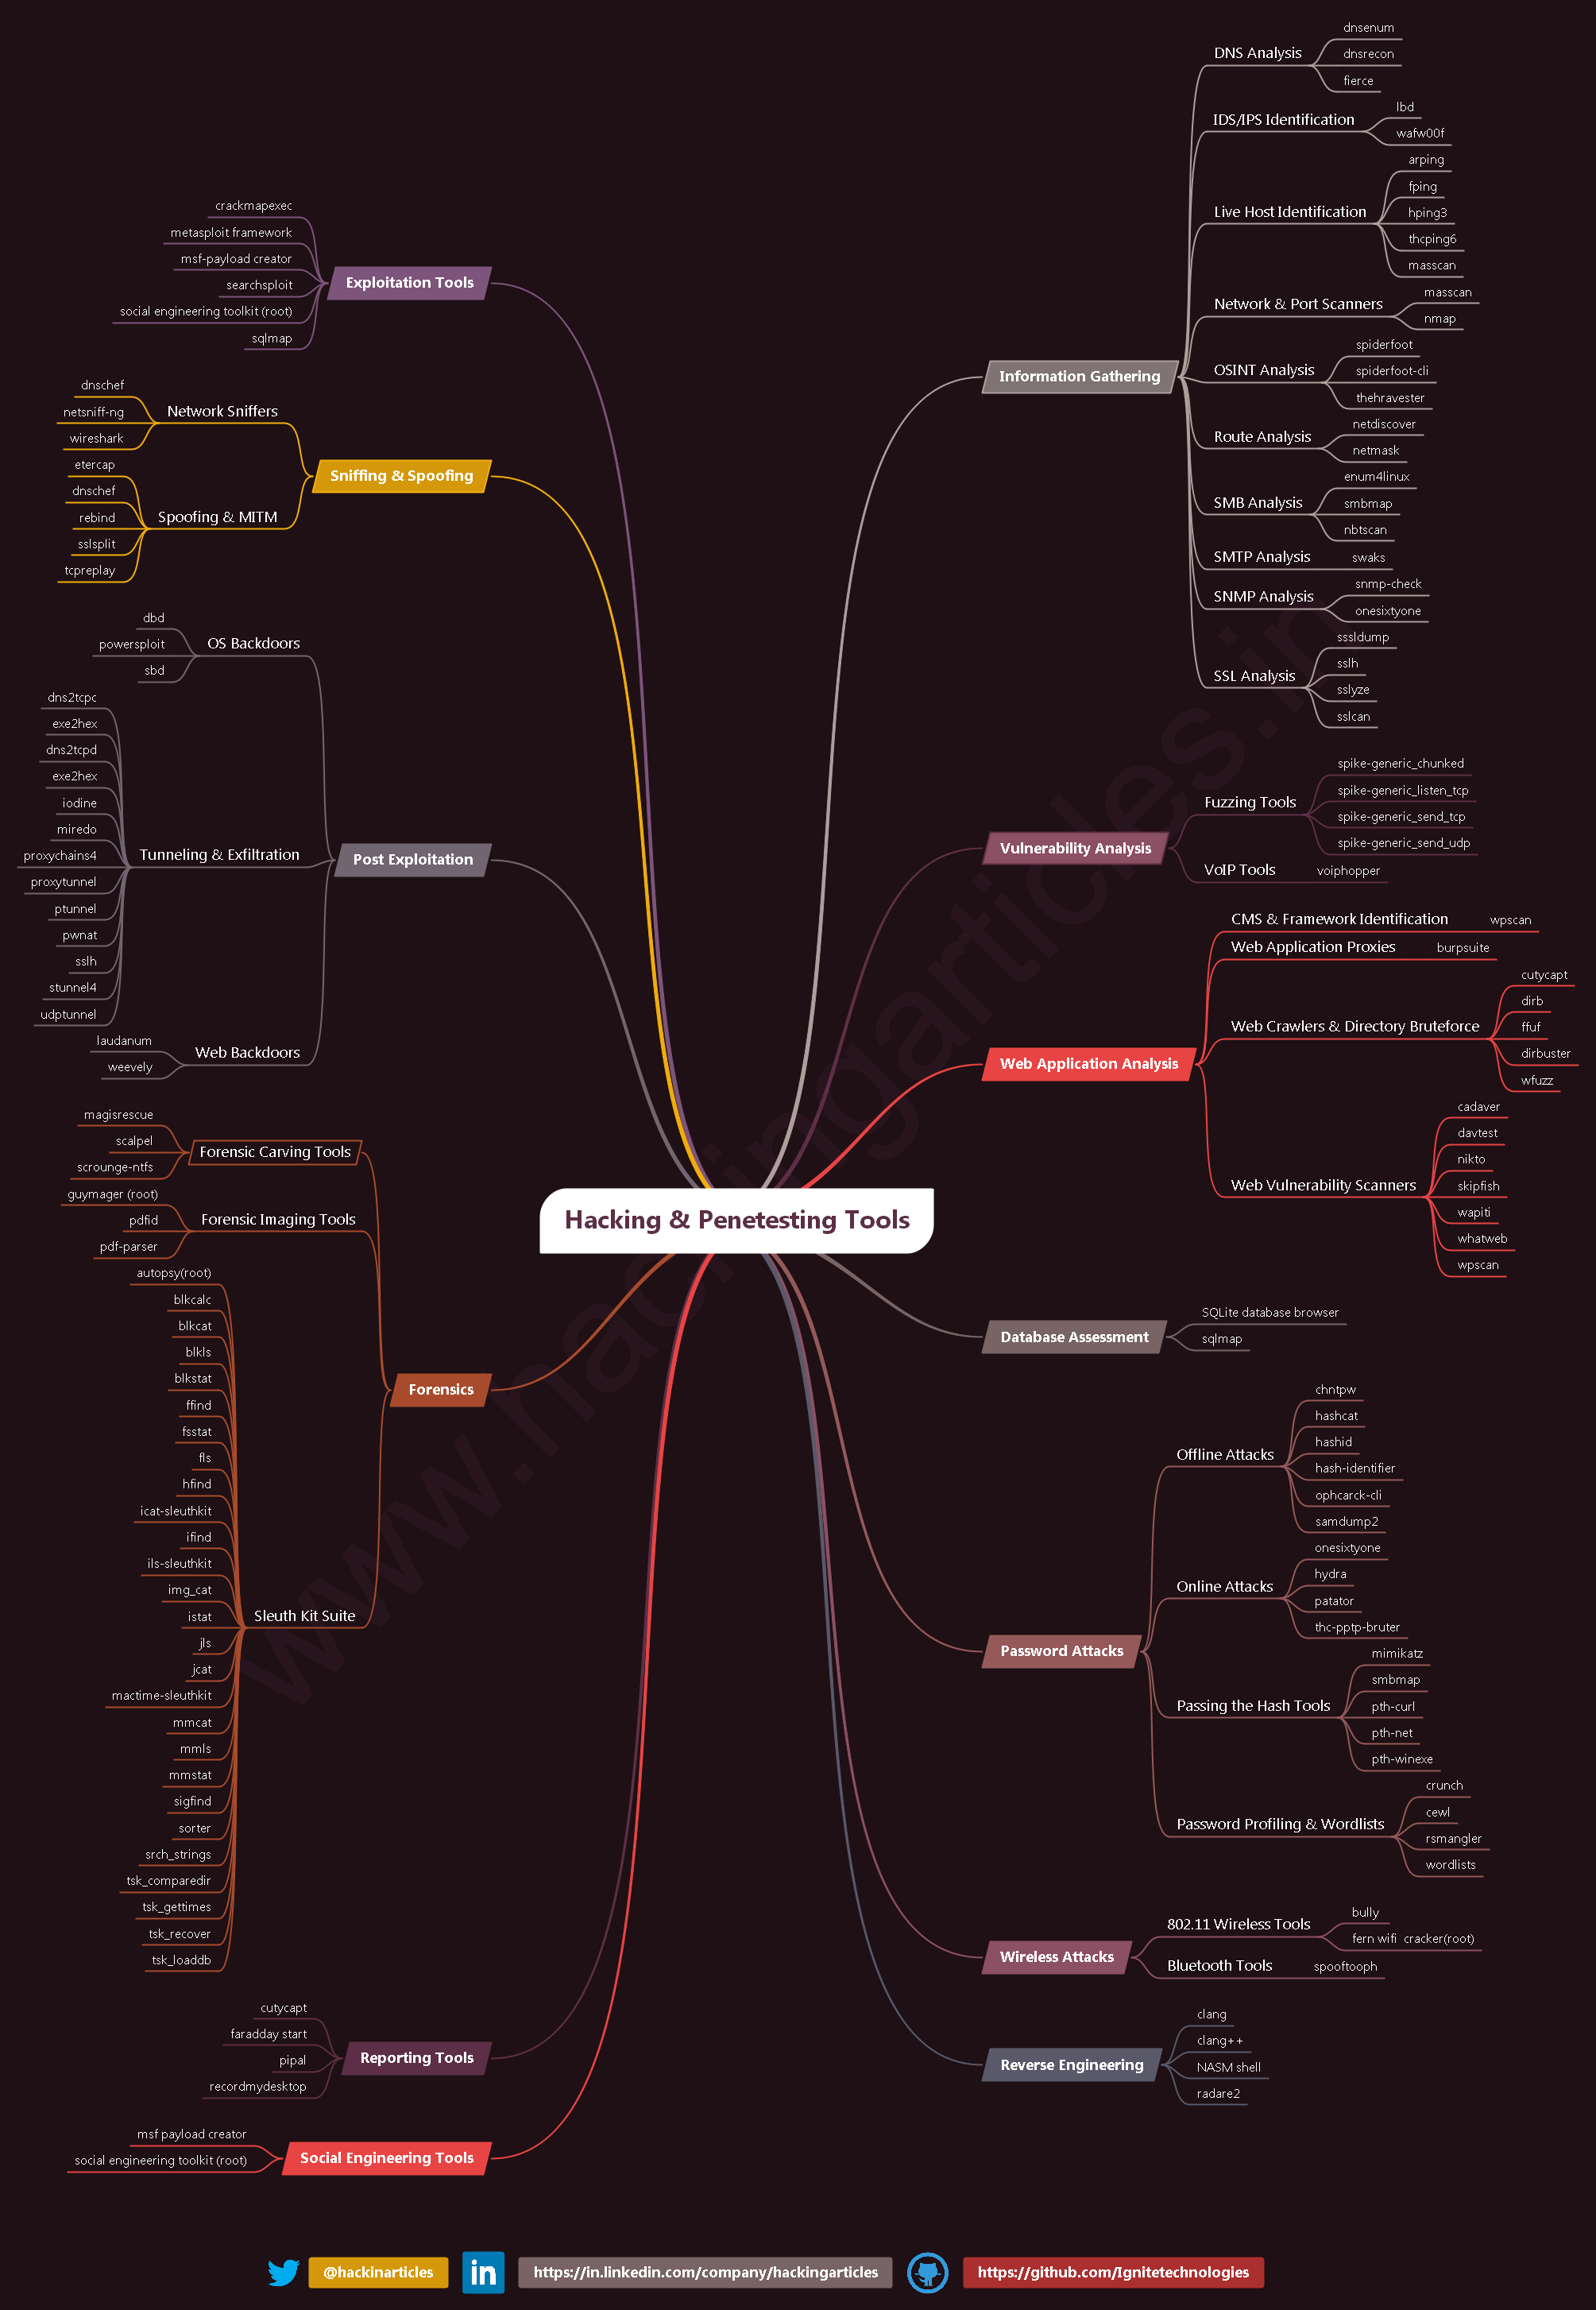 Hacking & Penetesting Tools
Information Gathering
DNS Analysis
dnsenum
dnsrecon
fierce
IDS/IPS Identification
lbd
wafw00f
Live Host Identification
arping
fping
hping3
thcping6
masscan
Network & Port Scanners
masscan
nmap
OSINT Analysis
spiderfoot
spiderfoot-cli
thehravester
Route Analysis
netdiscover
netmask
SMB Analysis
enum4linux
smbmap
nbtscan
SMTP Analysis
swaks
SNMP Analysis
snmp-check
onesixtyone
SSL Analysis
sssldump
sslh
sslyze
sslcan
Vulnerability Analysis
Fuzzing Tools
spike-generic_chunked
spike-generic_listen_tcp
spike-generic_send_tcp
spike-generic_send_udp
VoIP Tools
voiphopper
Web Application Analysis
CMS & Framework Identification
wpscan
Web Application Proxies
burpsuite
Web Crawlers & Directory Bruteforce
cutycapt
dirb
ffuf
dirbuster
wfuzz
Web Vulnerability Scanners
cadaver
davtest
nikto
skipfish
wapiti
whatweb
wpscan
Database Assessment
SQLite database browser
sqlmap
Password Attacks
Offline Attacks
chntpw
hashcat
hashid
hash-identifier
ophcarck-cli
samdump2
Online Attacks
onesixtyone
hydra
patator
thc-pptp-bruter
Passing the Hash Tools
mimikatz
smbmap
pth-curl
pth-net
pth-winexe
Password Profiling & Wordlists
crunch
cewl
rsmangler
wordlists
Wireless Attacks
802.11 Wireless Tools
bully
fern wifi cracker(root)
Bluetooth Tools
spooftooph
Reverse Engineering
clang
clang++
NASM shell
radare2
Exploitation Tools
crackmapexec
metasploit framework
msf-payload creator
searchsploit
social engineering toolkit (root)
sqlmap
Sniffing & Spoofing
Network Sniffers
dnschef
netsniff-ng
wireshark
Spoofing & MITM
etercap
dnschef
rebind
sslsplit
tcpreplay
Post Exploitation
OS Backdoors
dbd
powersploit
sbd
Tunneling & Exfiltration
dns2tcpc
exe2hex
dns2tcpd
exe2hex
iodine
miredo
proxychains4
proxytunnel
ptunnel
pwnat
sslh
stunnel4
udptunnel
Web Backdoors
laudanum
weevely
Forensics
Forensic Carving Tools
magisrescue
scalpel
scrounge-ntfs
Forensic Imaging Tools
guymager (root)
pdfid
pdf-parser
Sleuth Kit Suite
autopsy(root)
blkcalc
blkcat
blkls
blkstat
ffind
fsstat
fls
hfind
icat-sleuthkit
ifind
ils-sleuthkit
img_cat
istat
jls
jcat
mactime-sleuthkit
mmcat
mmls
mmstat
sigfind
sorter
srch_strings
tsk_comparedir
tsk_gettimes
tsk_recover
tsk_loaddb
Reporting Tools
cutycapt
faradday start
pipal
recordmydesktop
Social Engineering Tools
msf payload creator
social engineering toolkit (root)
www.hackingarticles.in
@hackinarticles
in
https://in.linkedin.com/company/hackingarticles
https://github.com/Ignitetechnologies